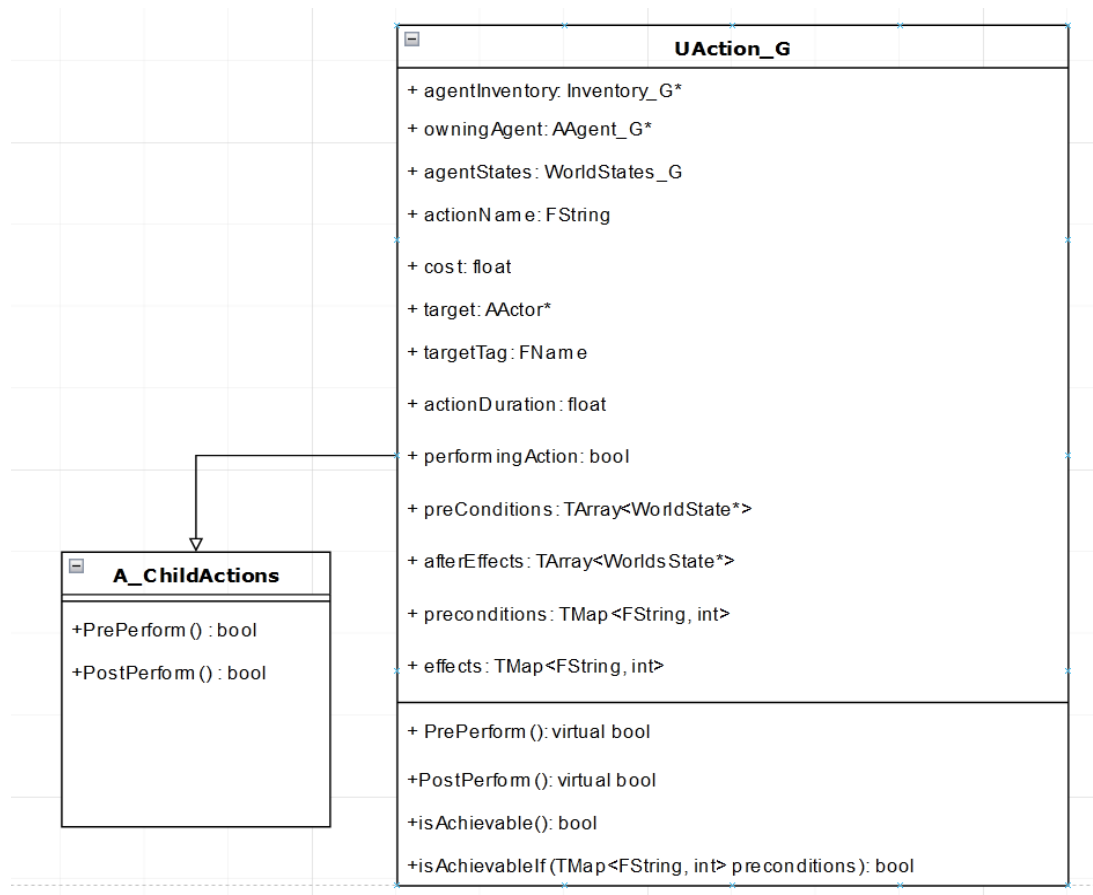 UAction_G
+ agentInventory: Inventory_G*
+ owningAgent: AAgent_G*
+ agentStates: WorldStates_G
+ actionName: FString
+ cost: float
+ target: AActor*
+ targetTag: FName
+ actionDuration: float
+ performingAction: bool
+ preConditions: TArray<WorldState*>
+ afterEffects: TArray<WorldsState*>
+ preconditions: TMap<FString, int>
+ effects: TMap<FString, int>
+ PrePerform(): virtual bool
+PostPerform(): virtual bool
+isAchievable(): bool
+isAchievableIf(TMap<FString, int> preconditions): bool
A_ChildActions
+PrePerform() : bool
+PostPerform() : bool